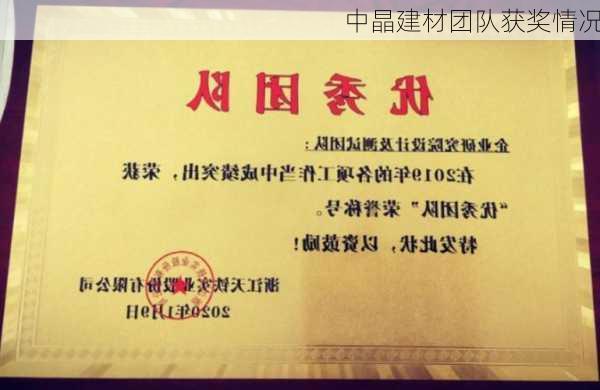 中晶建材团队获奖情况
优秀团队
企业研究院设计及测试团队：
在2019年的各项工作当中成绩突出，荣获
“优秀团队”荣誉称号。
特发此状，以资鼓励！
浙江天铁实业股份有限公司
2020年1月9日